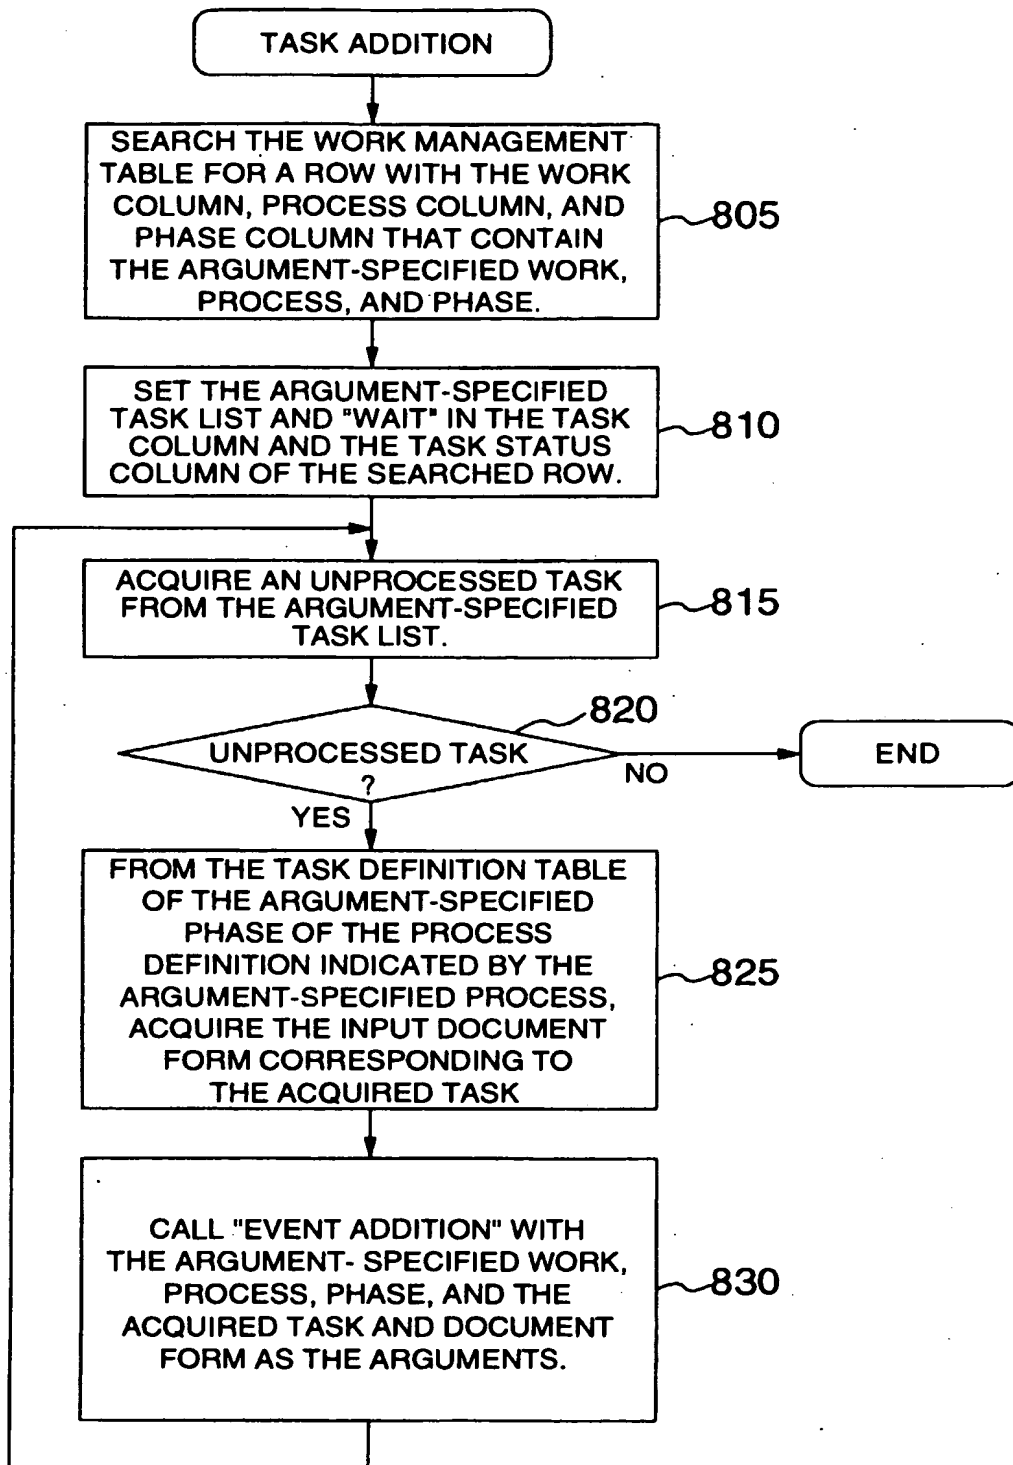 TASK ADDITION
SEARCH THE WORK MANAGEMENT
TABLE FOR A ROW WITH THE WORK
COLUMN, PROCESS COLUMN, AND
PHASE COLUMN THAT CONTAIN
THE ARGUMENT-SPECIFIED WORK,
PROCESS, AND PHASE.
805
SET THE ARGUMENT-SPECIFIED
TASK LIST AND "WAIT" IN THE TASK
COLUMN AND THE TASK STATUS
COLUMN OF THE SEARCHED ROW.
810
ACQUIRE AN UNPROCESSED TASK
FROM THE ARGUMENT-SPECIFIED
TASK LIST.
815
820
UNPROCESSED TASK
?
NO
END
YES
FROM THE TASK DEFINITION TABLE
OF THE ARGUMENT-SPECIFIED
PHASE OF THE PROCESS
DEFINITION INDICATED BY THE
ARGUMENT-SPECIFIED PROCESS,
ACQUIRE THE INPUT DOCUMENT
FORM CORRESPONDING TO
THE ACQUIRED TASK
825
CALL "EVENT ADDITION" WITH
THE ARGUMENT- SPECIFIED WORK,
PROCESS, PHASE, AND THE
ACQUIRED TASK AND DOCUMENT
FORM AS THE ARGUMENTS.
830